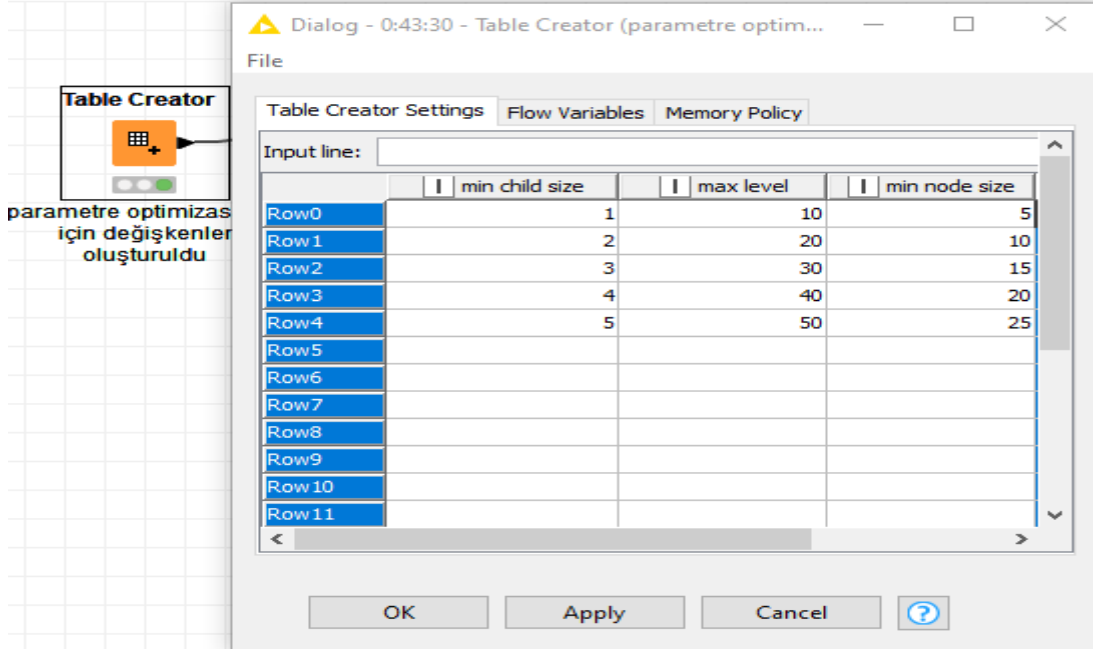 Dialog - 0:43:30 - Table Creator (parametre optim...
File
Table Creator
parametre optimizas
için değişkenler
oluşturuldu
Table Creator Settings Flow Variables Memory Policy
Input line:
I min child size I max level I min node size
Row0 1 10 5
Row1 2 20 10
Row2 3 30 15
Row3 4 40 20
Row4 5 50 25
Row5
Row6
Row7
Row8
Row9
Row10
Row11
OK Apply Cancel ?